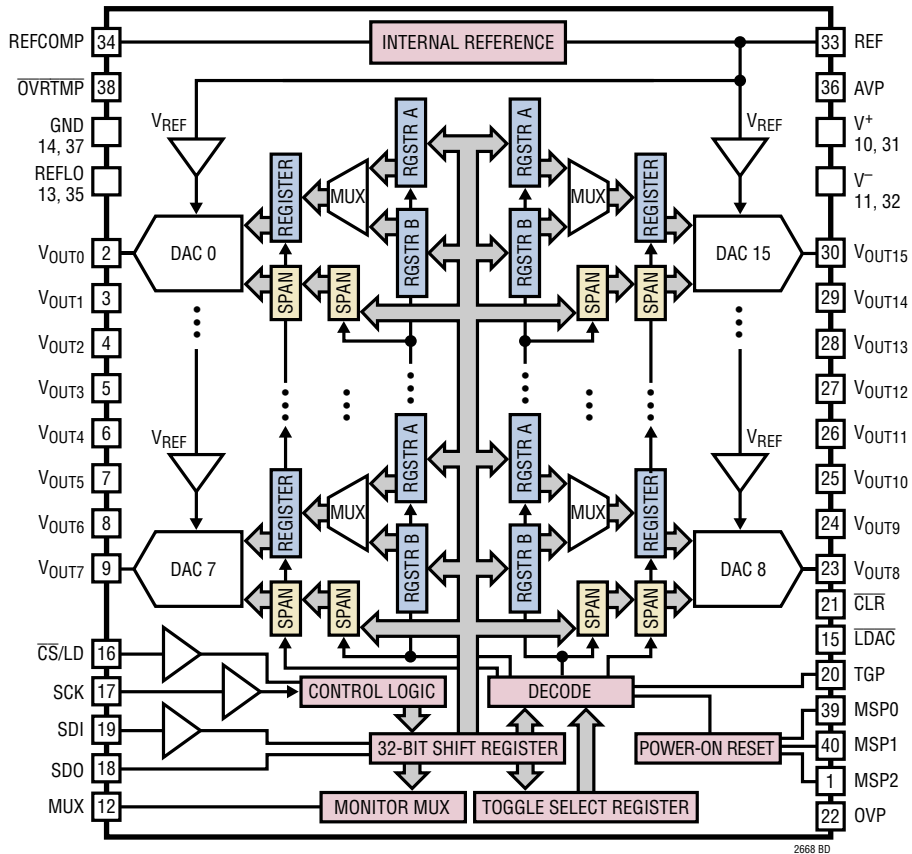 REFCOMP 34 INTERNAL REFERENCE 33 REF
OVRTMP 38 36 AVP
GND
14, 37
VREF
VREF
V+
10, 31
REFLO
13, 35
V−
11, 32
RGSTR A
RGSTR A
REGISTER
MUX
MUX
REGISTER
RGSTR B
RGSTR B
VOUT0 2 DAC 0 DAC 15 30 VOUT15
SPAN
SPAN
SPAN
SPAN
VOUT1 3 29 VOUT14
VOUT2 4 28 VOUT13
VOUT3 5 27 VOUT12
VOUT4 6 26 VOUT11
VREF
VREF
RGSTR A
RGSTR A
VOUT5 7 25 VOUT10
REGISTER
MUX
MUX
REGISTER
VOUT6 8 24 VOUT9
RGSTR B
RGSTR B
VOUT7 9 DAC 7 DAC 8 23 VOUT8
SPAN
SPAN
SPAN
SPAN
21 CLR
CS/LD 16 15 LDAC
SCK 17 CONTROL LOGIC DECODE 20 TGP
39 MSP0
SDI 19 32-BIT SHIFT REGISTER POWER-ON RESET 40 MSP1
SDO 18 1 MSP2
MUX 12 MONITOR MUX TOGGLE SELECT REGISTER 22 OVP
2668 BD